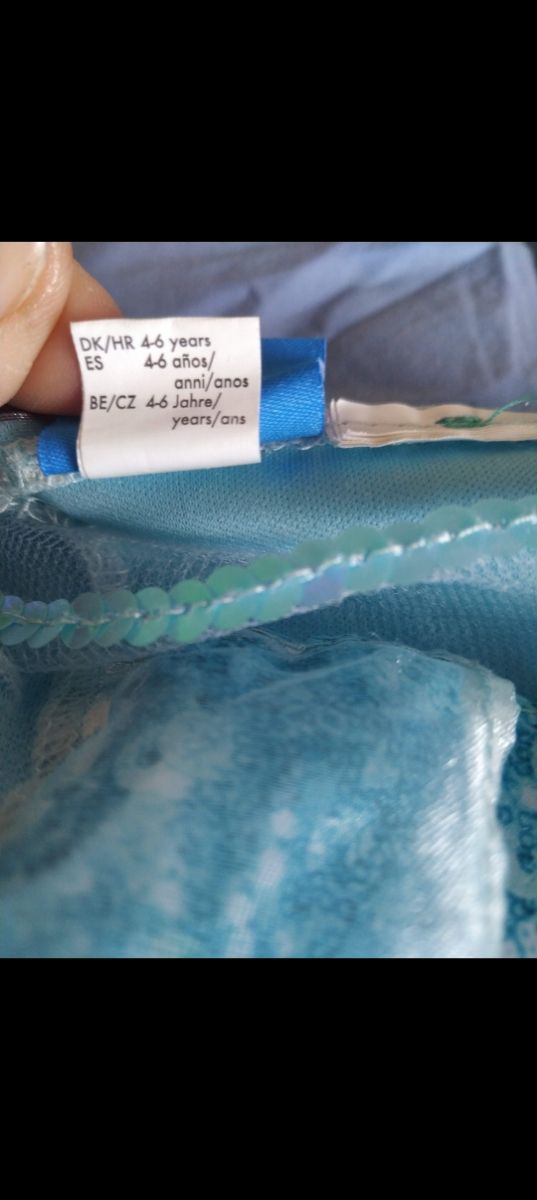 DK/HR 4-6 years
ES 4-6 años/
anni/anos
BE/CZ 4-6 Jahre/
years/ans